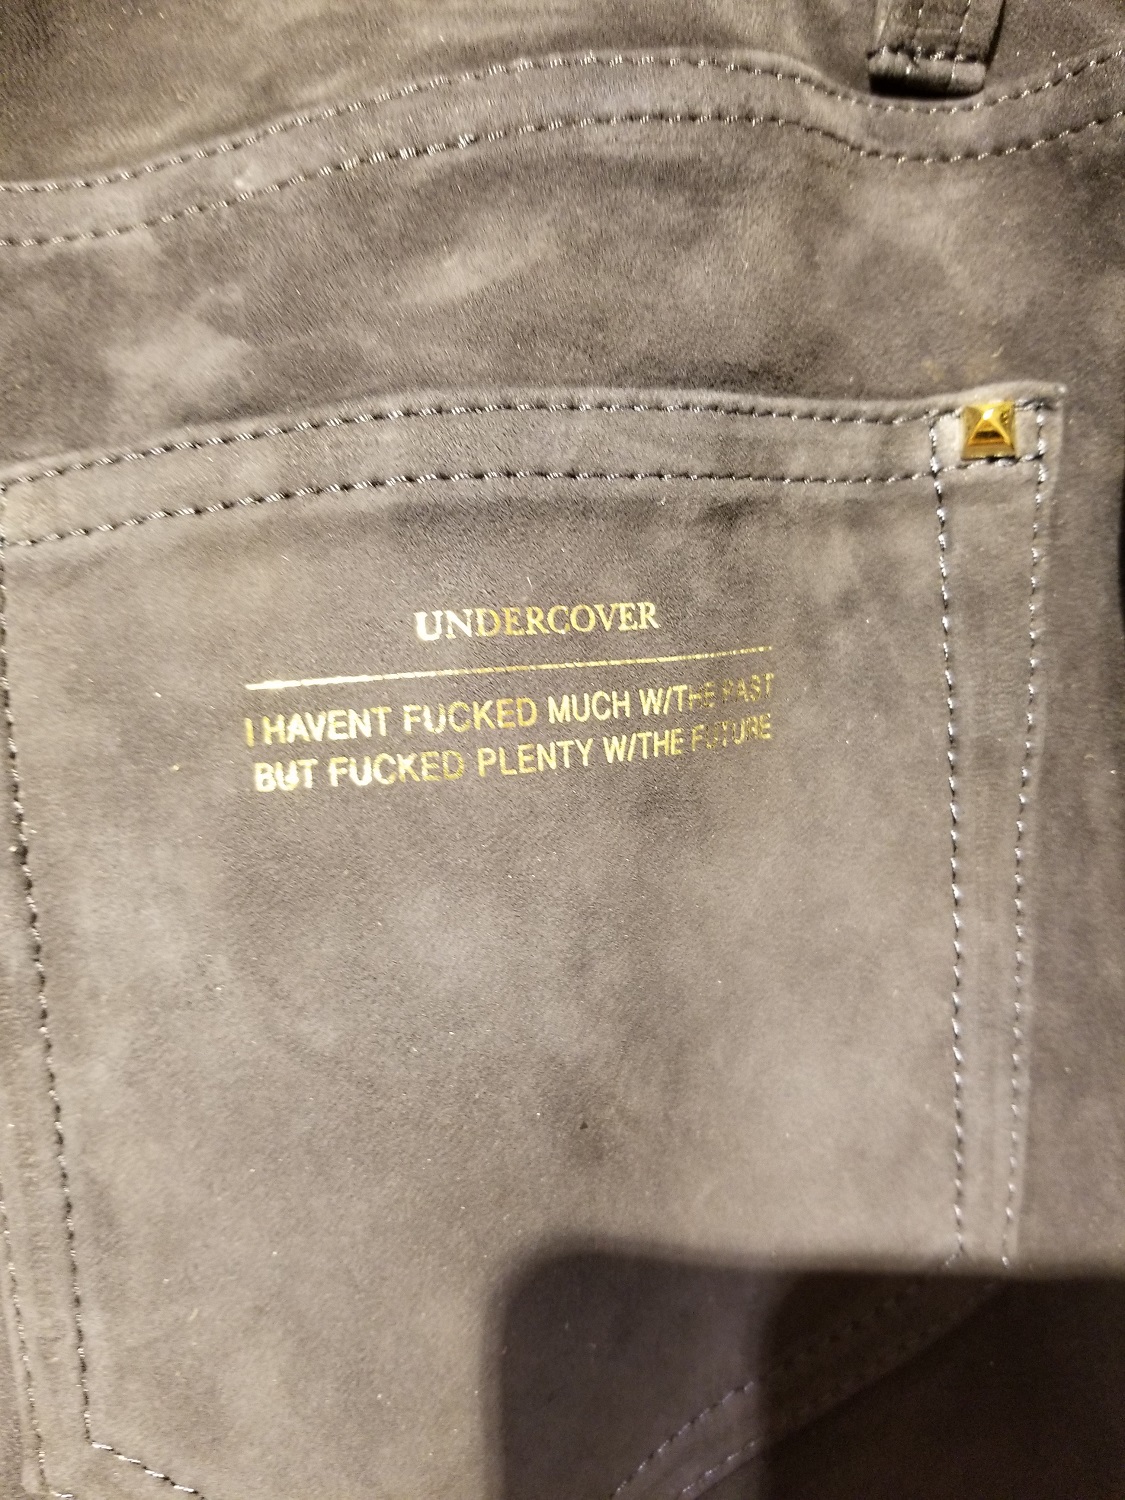 UNDERCOVER
I HAVENT FUCKED MUCH W/THE PAST
BUT FUCKED PLENTY W/THE FUTURE